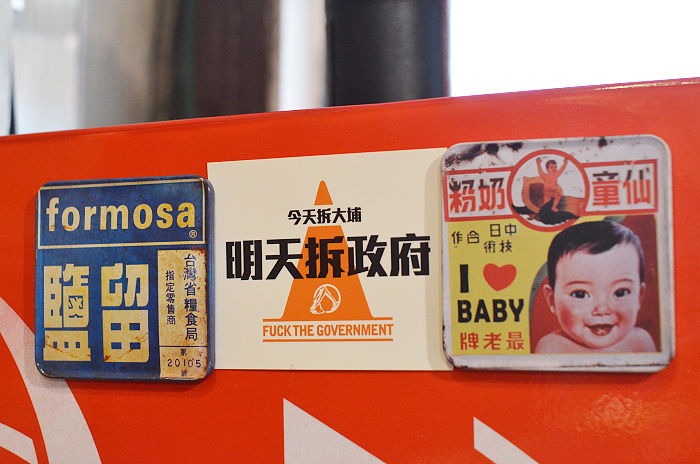 formosa
®
鹽留
台灣省糧食局
指定零售商
第
20105
號
今天拆大埔
明天拆政府
FUCK THE GOVERNMENT
粉奶童仙
作合術技日中
I ♥
BABY
牌老最